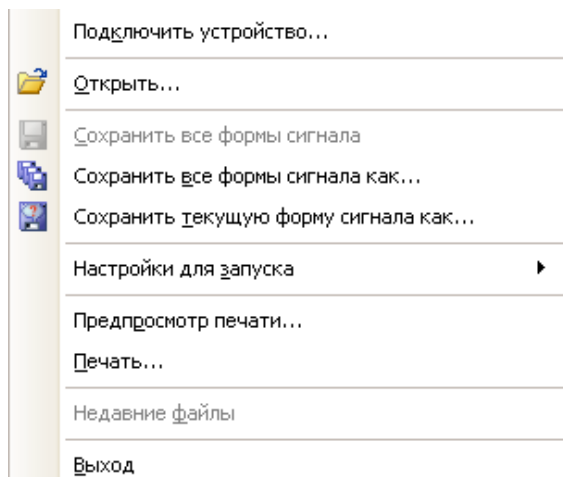 Подключить устройство...
Открыть...
Сохранить все формы сигнала
Сохранить все формы сигнала как...
Сохранить текущую форму сигнала как...
Настройки для запуска
Предпросмотр печати...
Печать...
Недавние файлы
Выход